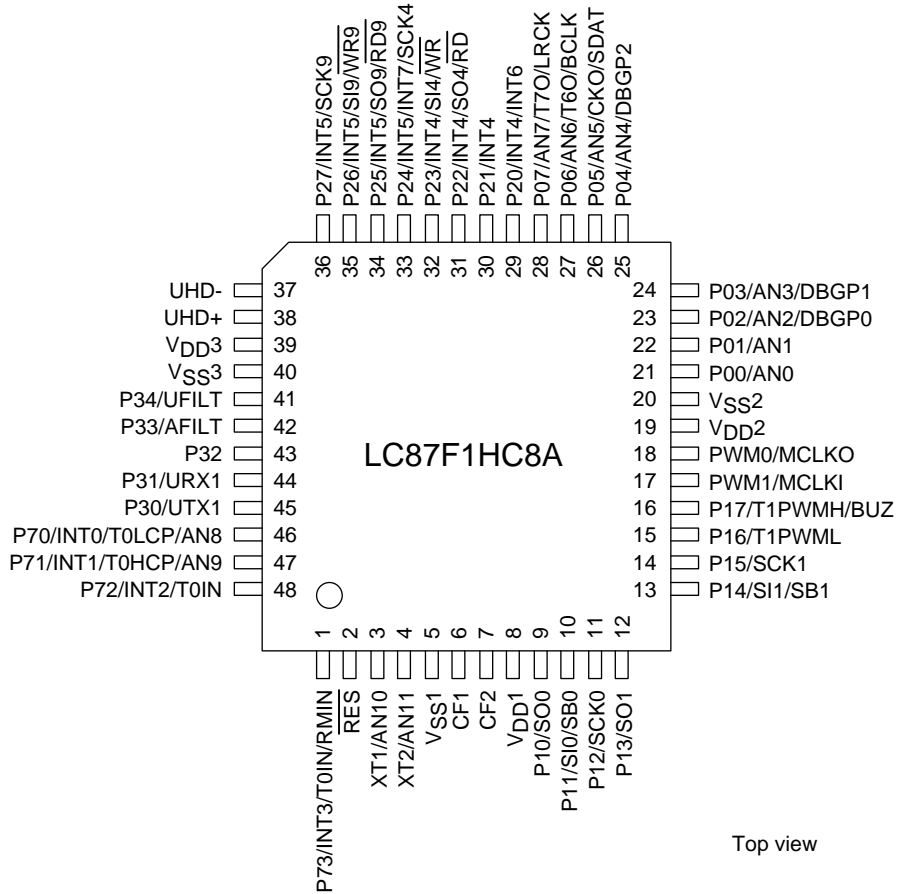 P27/INT5/SCK9
P26/INT5/SI9/WR9
P25/INT5/SO9/RD9
P24/INT5/INT7/SCK4
P23/INT4/SI4/WR
P22/INT4/SO4/RD
P21/INT4
P20/INT4/INT6
P07/AN7/T7O/LRCK
P06/AN6/T6O/BCLK
P05/AN5/CKO/SDAT
P04/AN4/DBGP2
36 35 34 33 32 31 30 29 28 27 26 25
UHD- 37
UHD+ 38
VDD3 39
VSS3 40
P34/UFILT 41
P33/AFILT 42
P32 43
P31/URX1 44
P30/UTX1 45
P70/INT0/T0LCP/AN8 46
P71/INT1/T0HCP/AN9 47
P72/INT2/T0IN 48
LC87F1HC8A
24 P03/AN3/DBGP1
23 P02/AN2/DBGP0
22 P01/AN1
21 P00/AN0
20 VSS2
19 VDD2
18 PWM0/MCLKO
17 PWM1/MCLKI
16 P17/T1PWMH/BUZ
15 P16/T1PWML
14 P15/SCK1
13 P14/SI1/SB1
1 2 3 4 5 6 7 8 9 10 11 12
P73/INT3/T0IN/RMIN
RES
XT1/AN10
XT2/AN11
VSS1
CF1
CF2
VDD1
P10/SO0
P11/SI0/SB0
P12/SCK0
P13/SO1
Top view